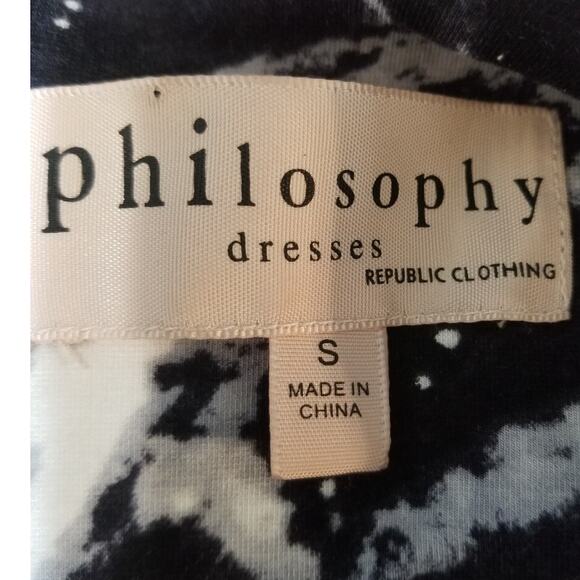 philosophy
dresses
REPUBLIC CLOTHING
S
MADE IN
CHINA